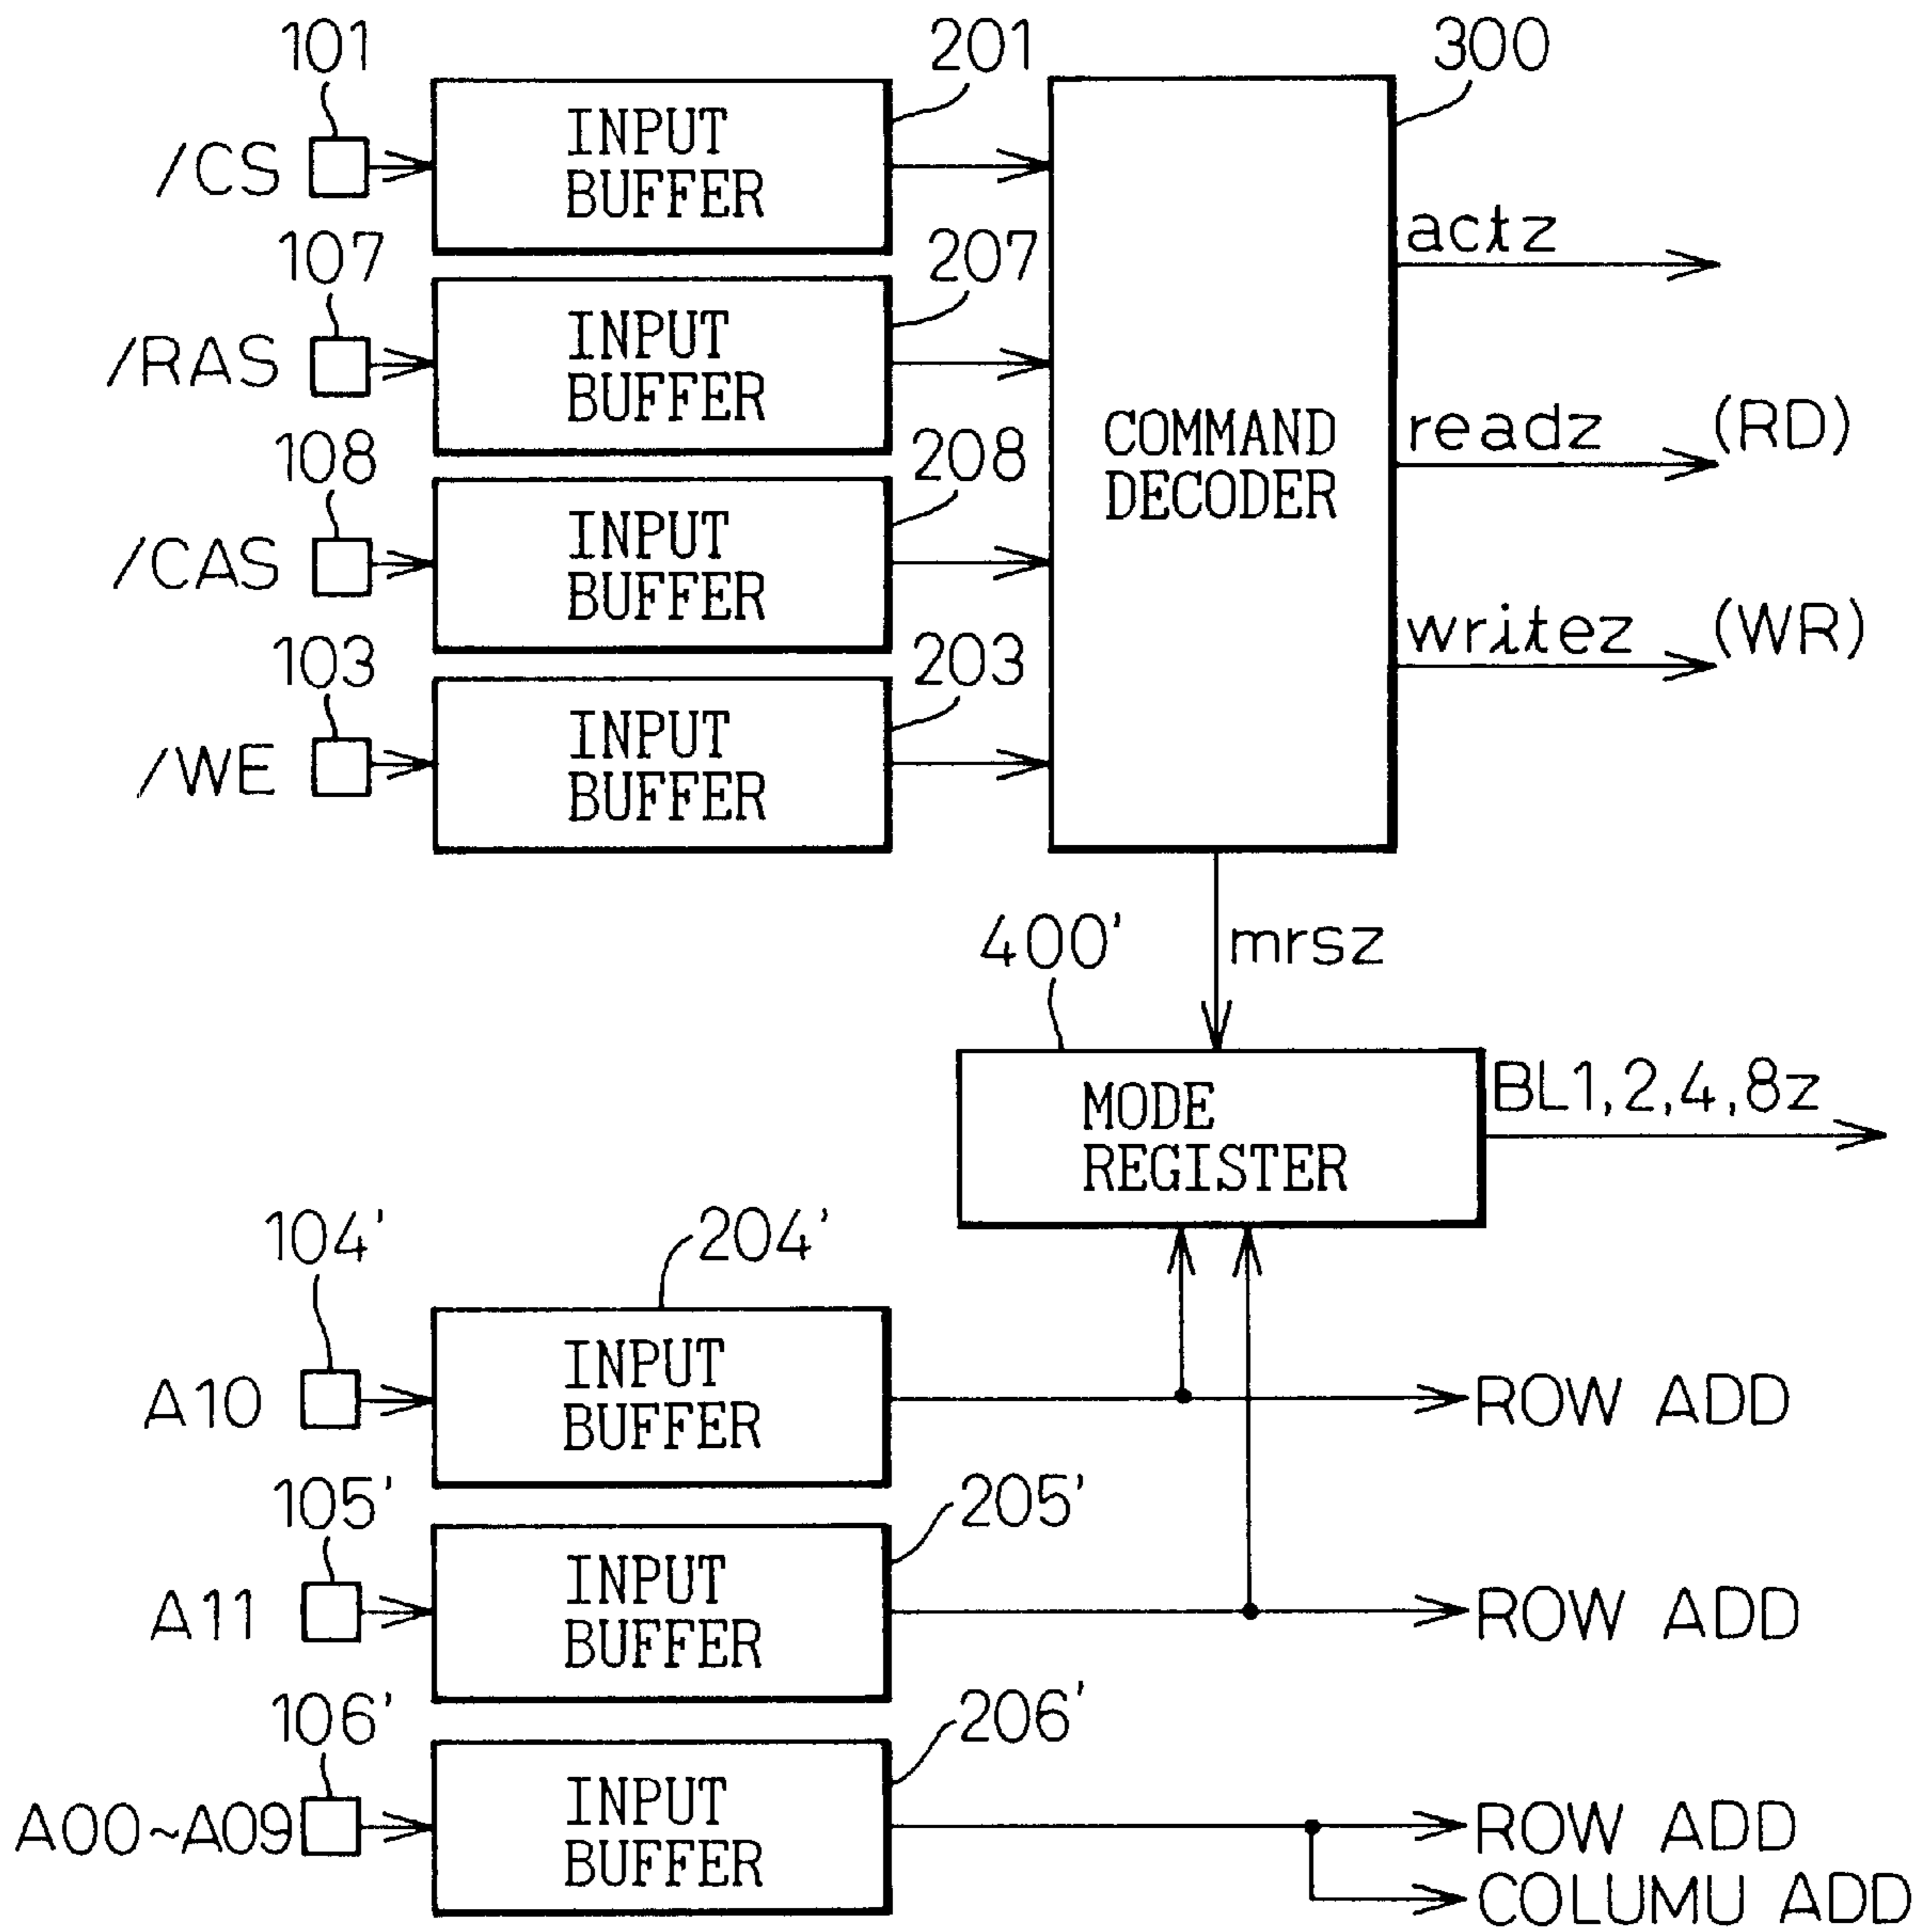 101
201
300
/CS
INPUT
BUFFER
107
207
actz
/RAS
INPUT
BUFFER
108
208
COMMAND
DECODER
readz (RD)
/CAS
INPUT
BUFFER
103
203
writez (WR)
/WE
INPUT
BUFFER
400'
mrsz
MODE
REGISTER
BL1,2,4,8z
104'
204'
A10
INPUT
BUFFER
ROW ADD
105'
205'
A11
INPUT
BUFFER
ROW ADD
106'
206'
A00~A09
INPUT
BUFFER
ROW ADD
COLUMU ADD